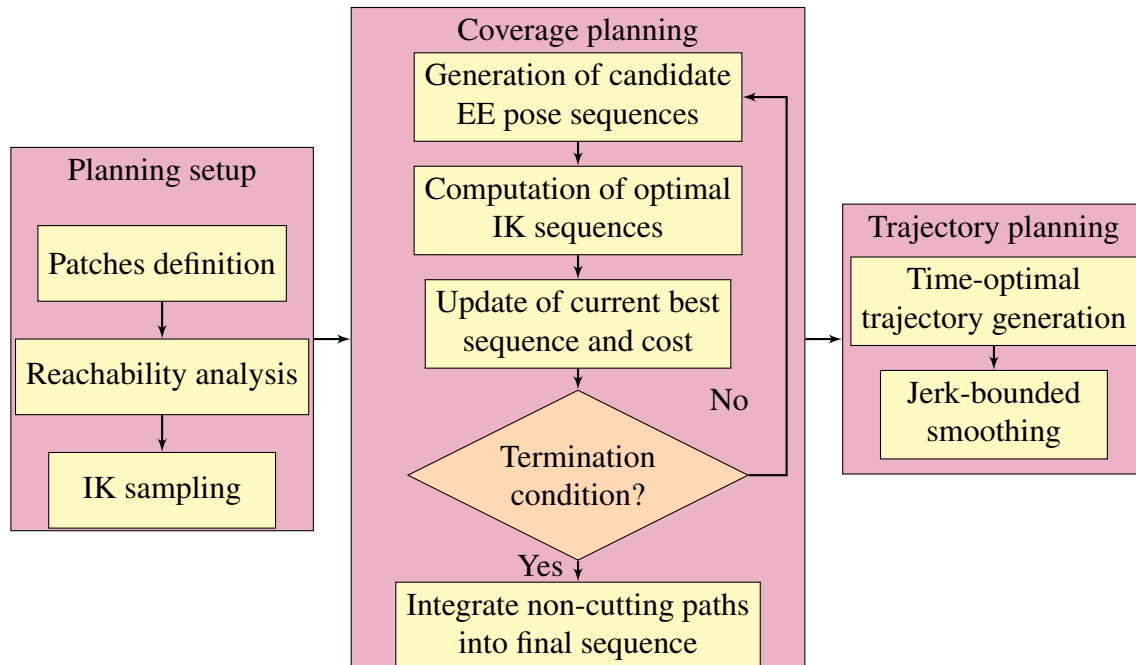 Planning setup
Patches definition
Reachability analysis
IK sampling
Coverage planning
Generation of candidate
EE pose sequences
Computation of optimal
IK sequences
Update of current best
sequence and cost
No
Termination
condition?
Yes
Integrate non-cutting paths
into final sequence
Trajectory planning
Time-optimal
trajectory generation
Jerk-bounded
smoothing